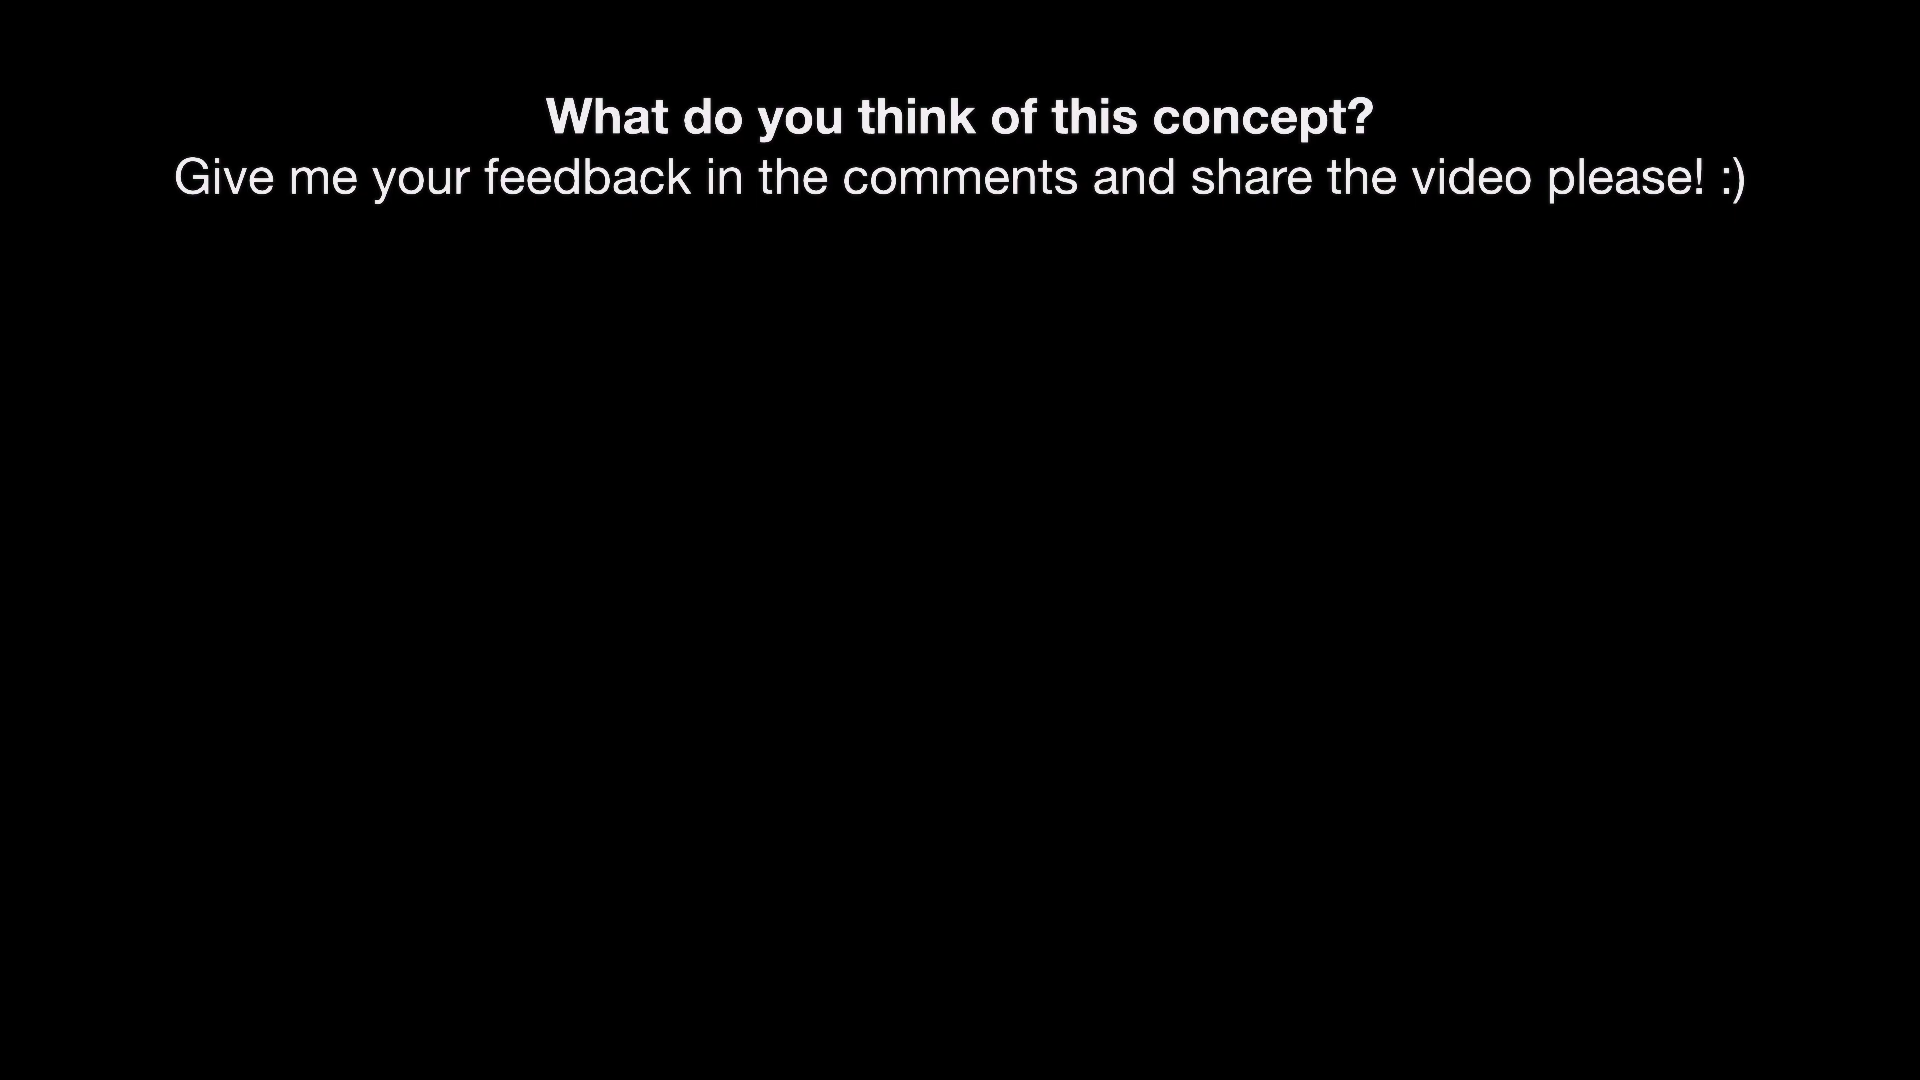 What do you think of this concept?
Give me your feedback in the comments and share the video please! :)